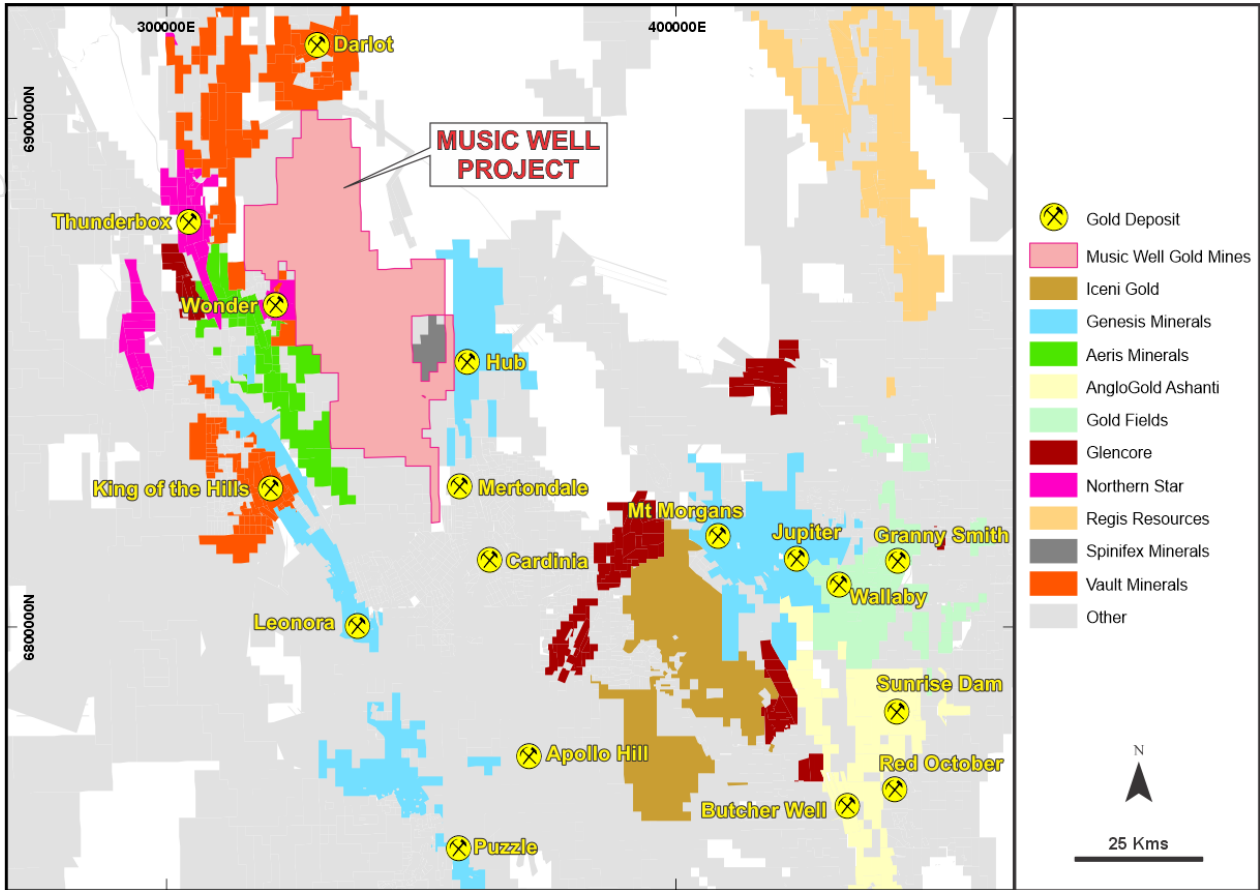 300000E
400000E
Darlot
6900000N
MUSIC WELL
PROJECT
Thunderbox
Wonder
Hub
King of the Hills
Mertondale
Mt Morgans
Jupiter
Granny Smith
Cardinia
Wallaby
Leonora
6800000N
Sunrise Dam
Apollo Hill
Red October
Butcher Well
Puzzle
Gold Deposit
Music Well Gold Mines
Iceni Gold
Genesis Minerals
Aeris Minerals
AngloGold Ashanti
Gold Fields
Glencore
Northern Star
Regis Resources
Spinifex Minerals
Vault Minerals
Other
N
25 Kms